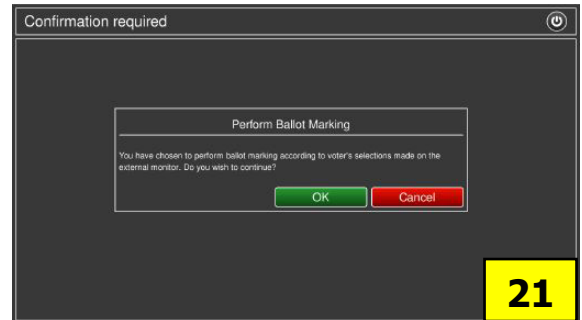 Confirmation required
Perform Ballot Marking
You have chosen to perform ballot marking according to voter's selections made on the
external monitor. Do you wish to continue?
OK Cancel
21